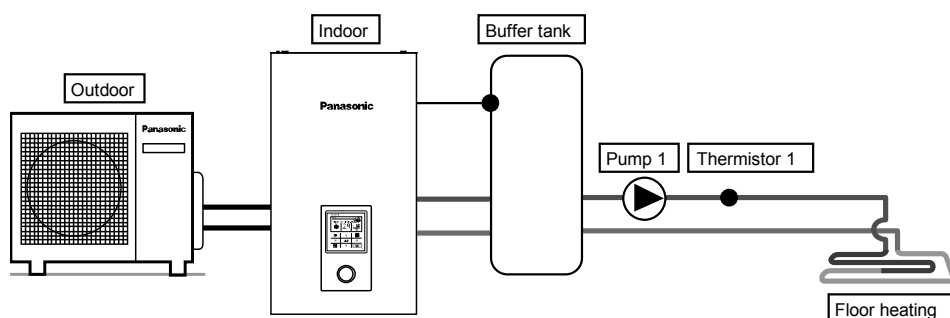 Indoor
Buffer tank
Outdoor
Panasonic
Panasonic
Pump 1
Thermistor 1
Floor heating